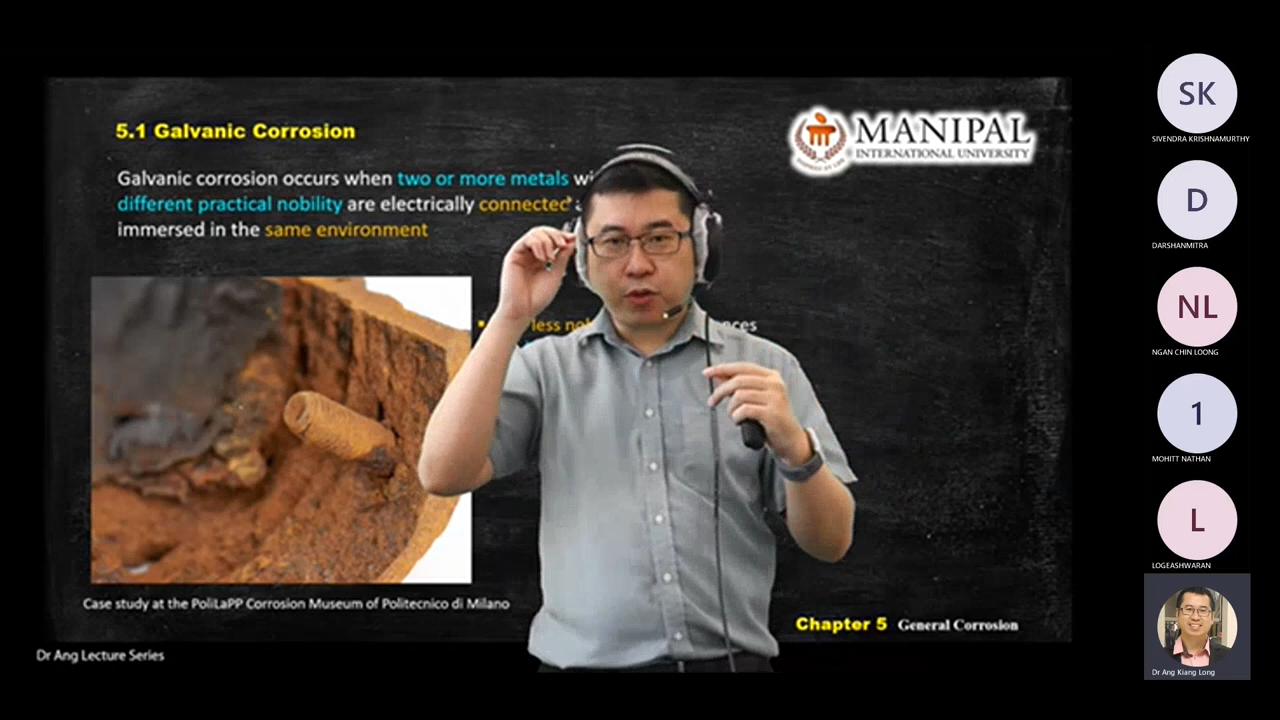 5.1 Galvanic Corrosion
MANIPAL
INTERNATIONAL UNIVERSITY
Galvanic corrosion occurs when two or more metals
different practical nobility are electrically connected
immersed in the same environment
less
Case study at the PoliLaPP Corrosion Museum of Politecnico di Milano
Chapter 5 General Corrosion
Dr Ang Lecture Series
SK
SIVENDRA KRISHNAMURTHY
D
DARSHANMITRA
NL
NGAN CHIN LOONG
1
MOHITT NATHAN
L
LOGEASHWARAN
Dr Ang Kiang Long